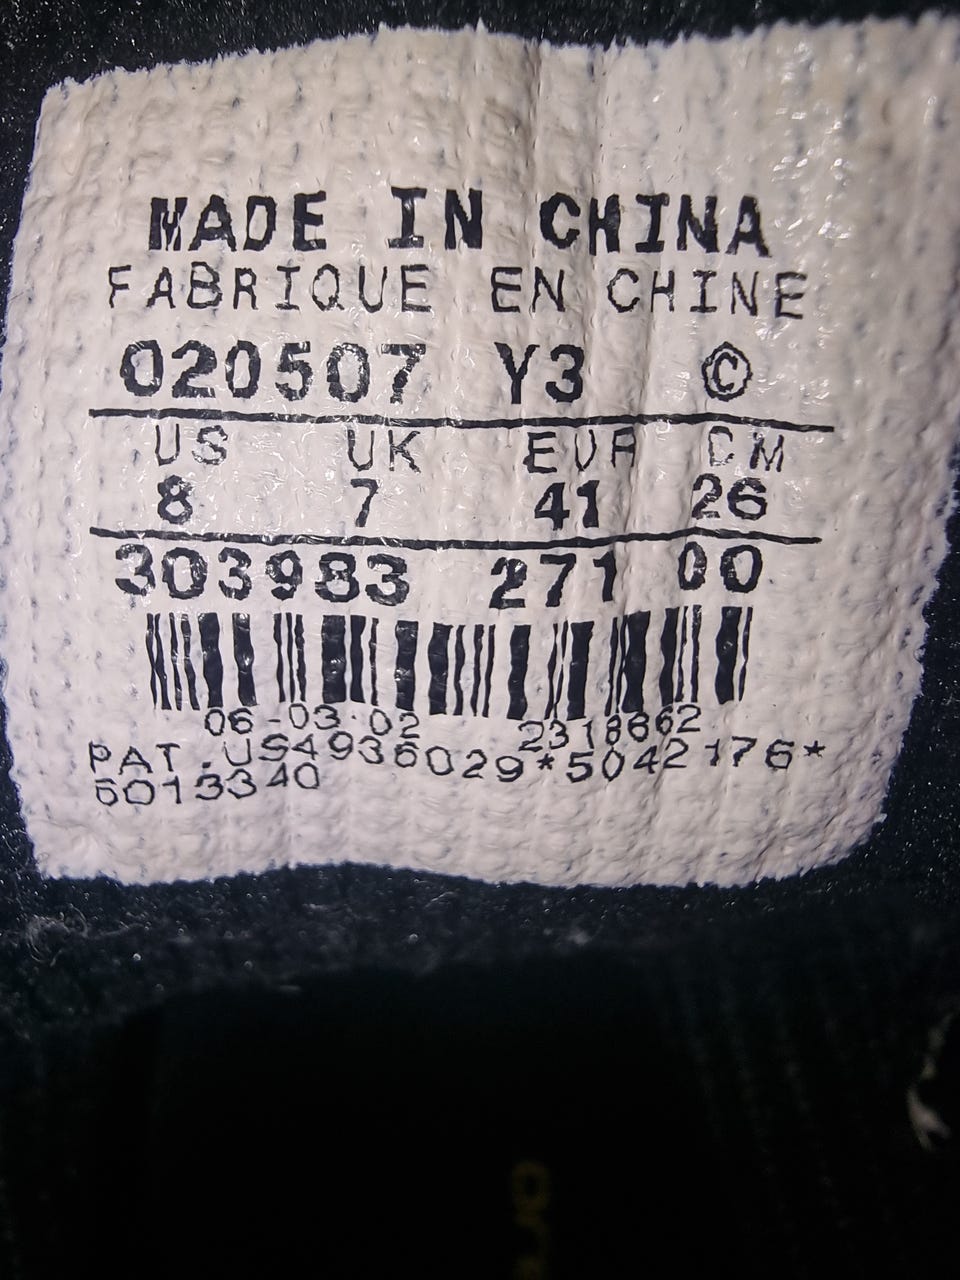 MADE IN CHINA
FABRIQUE EN CHINE
020507 Y3 ©
US UK EUR CM
8 7 41 26
303983 271 00
06-03-02 2318662
PAT.US4936029*5042176*
5013340